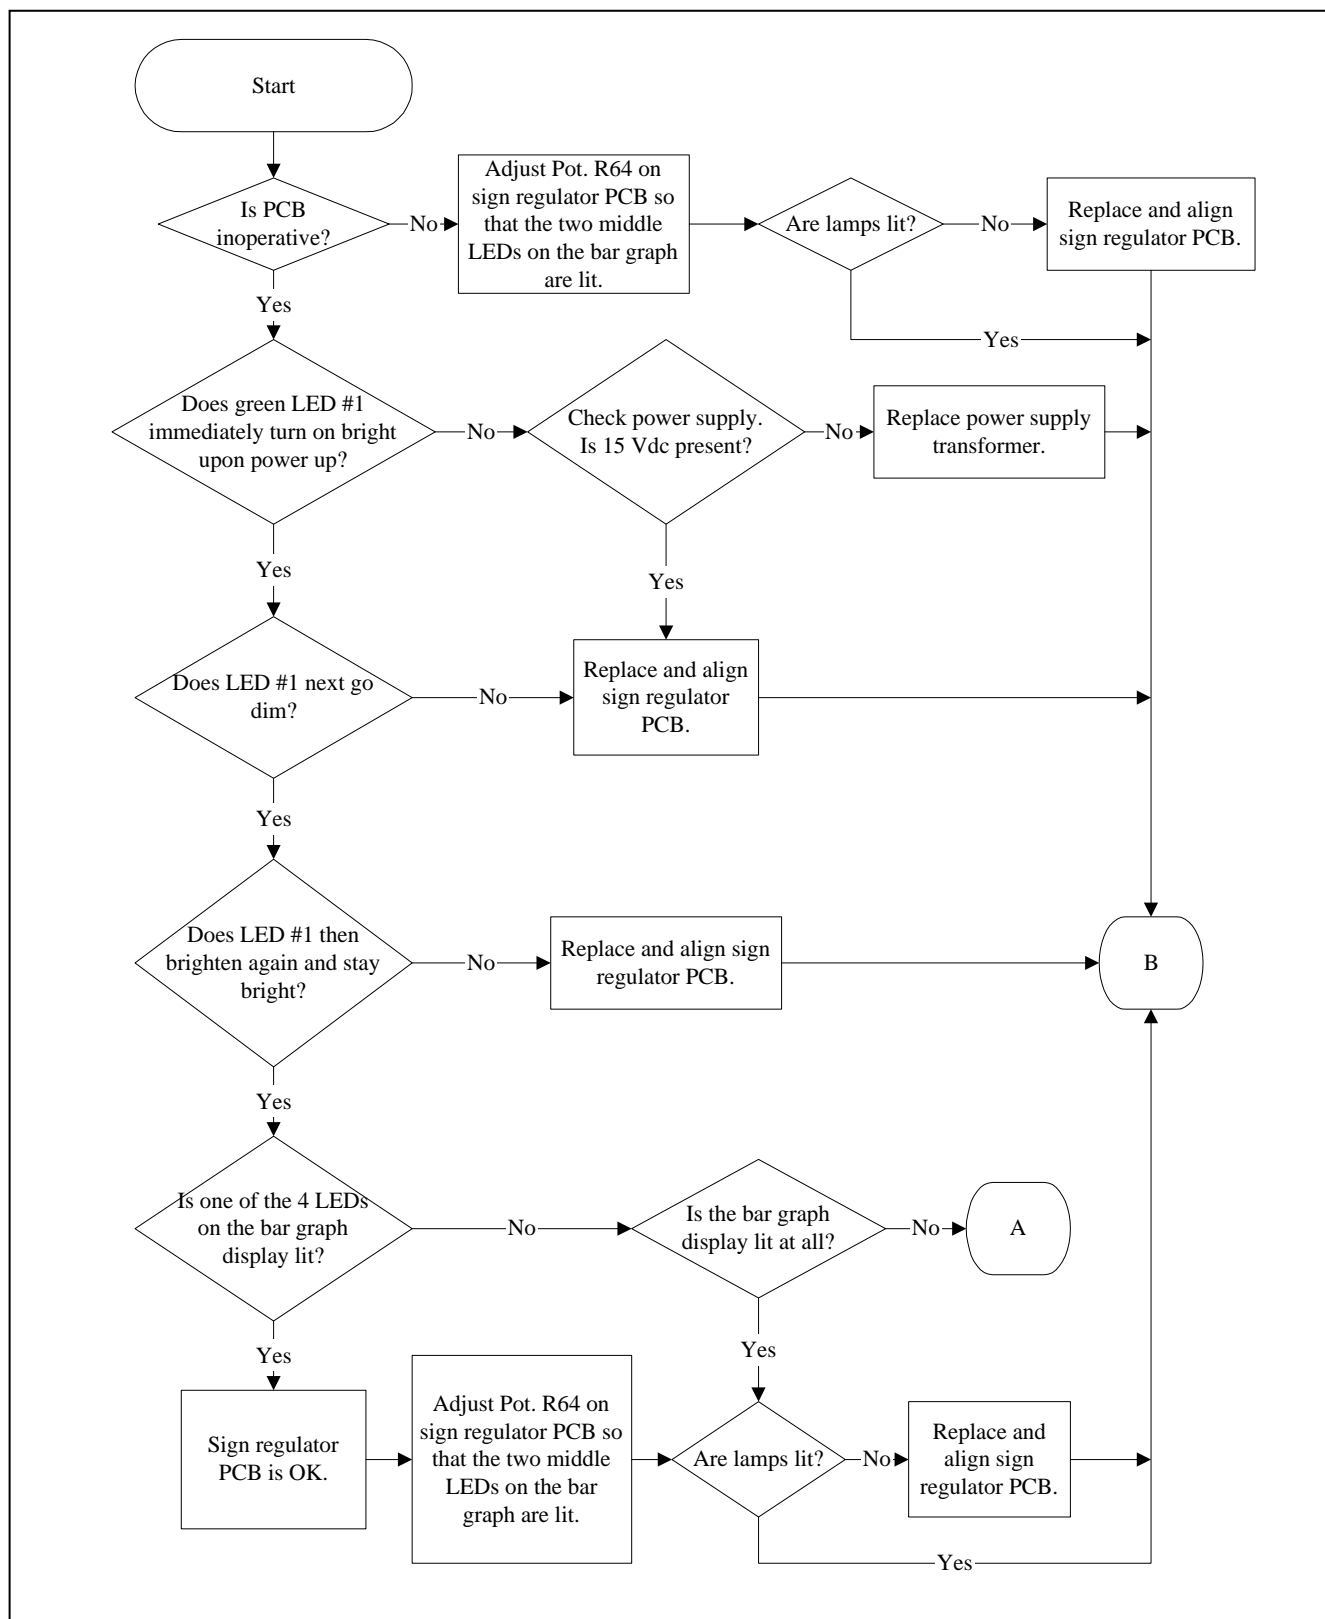 Start
Is PCB
inoperative?
No
Adjust Pot. R64 on
sign regulator PCB so
that the two middle
LEDs on the bar graph
are lit.
Are lamps lit?
No
Replace and align
sign regulator PCB.
Yes
Yes
Does green LED #1
immediately turn on bright
upon power up?
No
Check power supply.
Is 15 Vdc present?
No
Replace power supply
transformer.
Yes
Yes
Does LED #1 next go
dim?
No
Replace and align
sign regulator
PCB.
Yes
Does LED #1 then
brighten again and stay
bright?
No
Replace and align sign
regulator PCB.
B
Yes
Is one of the 4 LEDs
on the bar graph
display lit?
No
Is the bar graph
display lit at all?
No
A
Yes
Yes
Sign regulator
PCB is OK.
Adjust Pot. R64 on
sign regulator PCB so
that the two middle
LEDs on the bar
graph are lit.
Are lamps lit?
No
Replace and
align sign
regulator PCB.
Yes